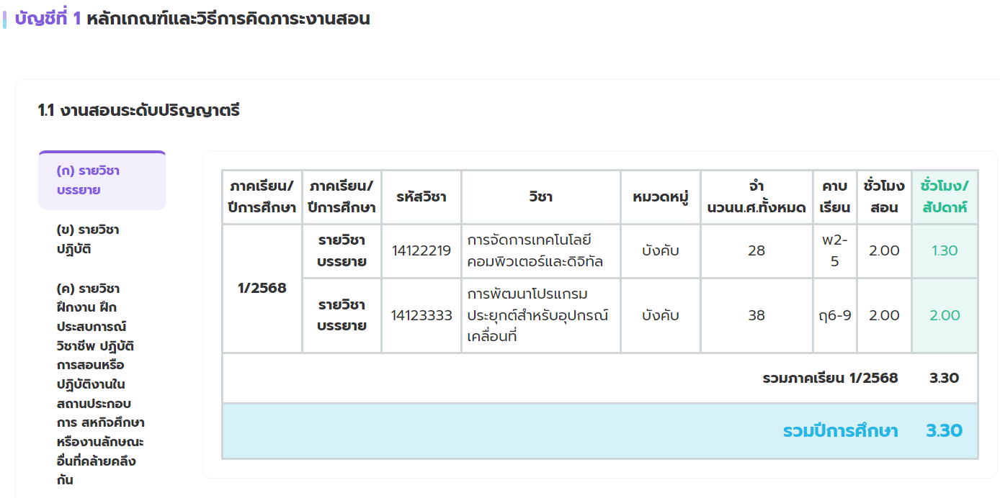 บัญชีที่ 1 หลักเกณฑ์และวิธีการคิดภาระงานสอน
1.1 งานสอนระดับปริญญาตรี
(ก) รายวิชา
บรรยาย
(ข) รายวิชา
ปฏิบัติ
(ค) รายวิชา
ฝึกงาน ฝึก
ประสบการณ์
วิชาชีพ ปฏิบัติ
การสอนหรือ
ปฏิบัติงานใน
สถานประกอบ
การ สหกิจศึกษา
หรืองานลักษณะ
อื่นที่คล้ายคลึง
กัน
ภาคเรียน/
ปีการศึกษา
ภาคเรียน/
ปีการศึกษา
รหัสวิชา
วิชา
หมวดหมู่
จำ
นวนน.ศ.ทั้งหมด
คาบ
เรียน
ชั่วโมง
สอน
ชั่วโมง/
สัปดาห์
1/2568
รายวิชา
บรรยาย
14122219
การจัดการเทคโนโลยี
คอมพิวเตอร์และดิจิทัล
บังคับ
28
พ2-
5
2.00
1.30
รายวิชา
บรรยาย
14123333
การพัฒนาโปรแกรม
ประยุกต์สำหรับอุปกรณ์
เคลื่อนที่
บังคับ
38
ฤ6-9
2.00
2.00
รวมภาคเรียน 1/2568 3.30
รวมปีการศึกษา 3.30